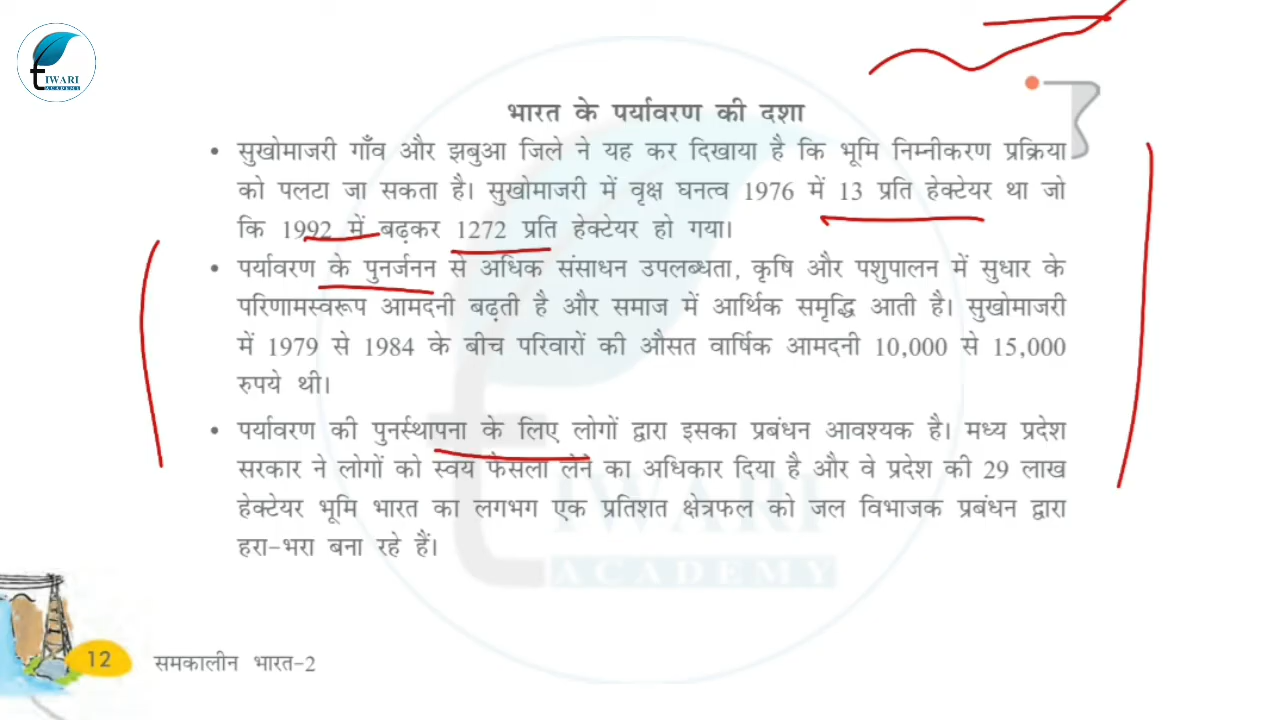 tIWARI
ACADEMY
भारत के पर्यावरण की दशा
• सुखोमाजरी गाँव और झबुआ जिले ने यह कर दिखाया है कि भूमि निम्नीकरण प्रक्रिया
को पलटा जा सकता है। सुखोमाजरी में वृक्ष घनत्व 1976 में 13 प्रति हेक्टेयर था जो
कि 1992 में बढ़कर 1272 प्रति हेक्टेयर हो गया।
• पर्यावरण के पुनर्जनन से अधिक संसाधन उपलब्धता, कृषि और पशुपालन में सुधार के
परिणामस्वरूप आमदनी बढ़ती है और समाज में आर्थिक समृद्धि आती है। सुखोमाजरी
में 1979 से 1984 के बीच परिवारों की औसत वार्षिक आमदनी 10,000 से 15,000
रुपये थी।
• पर्यावरण की पुनर्स्थापना के लिए लोगों द्वारा इसका प्रबंधन आवश्यक है। मध्य प्रदेश
सरकार ने लोगों को स्वयं फैसला लेने का अधिकार दिया है और वे प्रदेश की 29 लाख
हेक्टेयर भूमि भारत का लगभग एक प्रतिशत क्षेत्रफल को जल विभाजक प्रबंधन द्वारा
हरा-भरा बना रहे हैं।
TIWARI
ACADEMY
12 समकालीन भारत-2